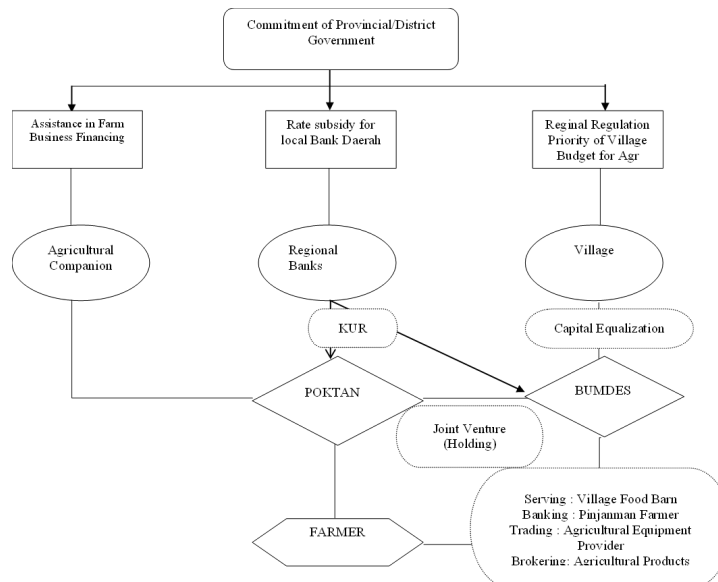 Commitment of Provincial/District
Government
Assistance in Farm
Business Financing
Rate subsidy for
local Bank Daerah
Reginal Regulation
Priority of Village
Budget for Agr
Agricultural
Companion
Regional
Banks
Village
KUR
Capital Equalization
POKTAN
BUMDES
Joint Venture
(Holding)
Serving : Village Food Barn
Banking : Pinjanman Farmer
Trading : Agricultural Equipment
Provider
Brokering: Agricultural Products
FARMER